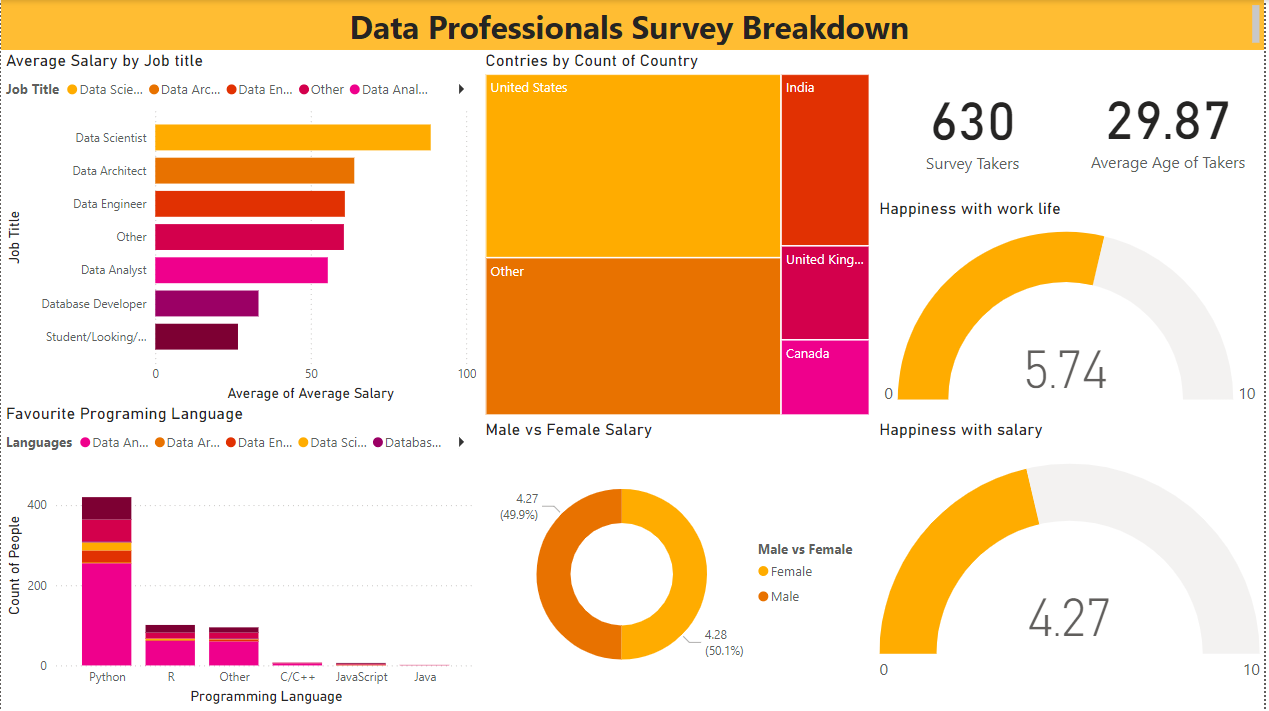 Data Professionals Survey Breakdown
Average Salary by Job title
Job Title Data Scie... Data Arc... Data En... Other Data Anal...
Job Title
Data Scientist
Data Architect
Data Engineer
Other
Data Analyst
Database Developer
Student/Looking/...
0 50 100
Average of Average Salary
Contries by Count of Country
United States
India
Other
United King...
Canada
630
Survey Takers
29.87
Average Age of Takers
Happiness with work life
5.74
0 10
Favourite Programing Language
Languages Data An... Data Ar... Data En... Data Sci... Databas...
Count of People
400
200
0
Python R Other C/C++ JavaScript Java
Programming Language
Male vs Female Salary
4.27
(49.9%)
4.28
(50.1%)
Male vs Female
Female
Male
Happiness with salary
4.27
0 10